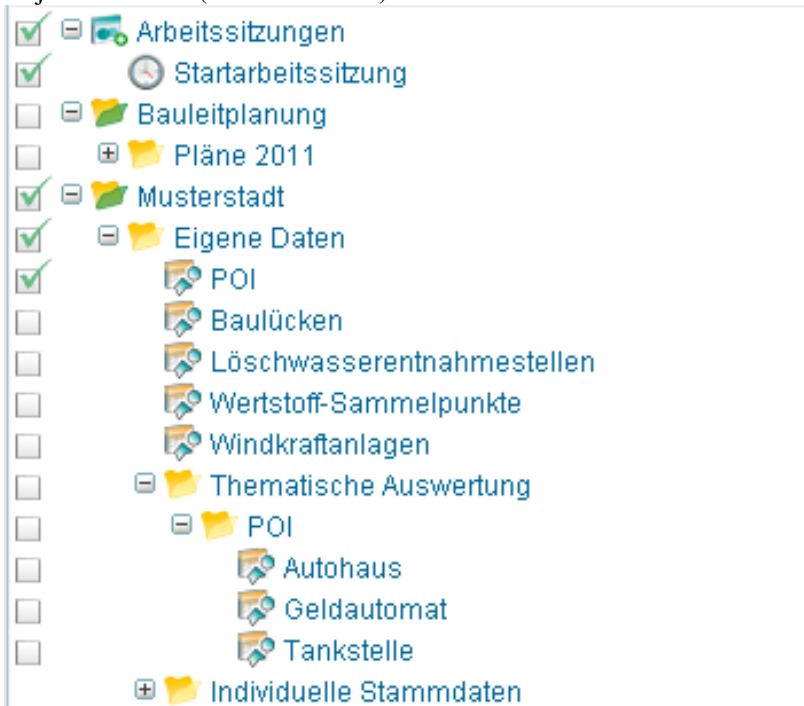 Arbeitssitzungen
Startarbeitssitzung
Bauleitplanung
Pläne 2011
Musterstadt
Eigene Daten
POI
Baulücken
Löschwasserentnahmestellen
Wertstoff-Sammelpunkte
Windkraftanlagen
Thematische Auswertung
POI
Autohaus
Geldautomat
Tankstelle
Individuelle Stammdaten